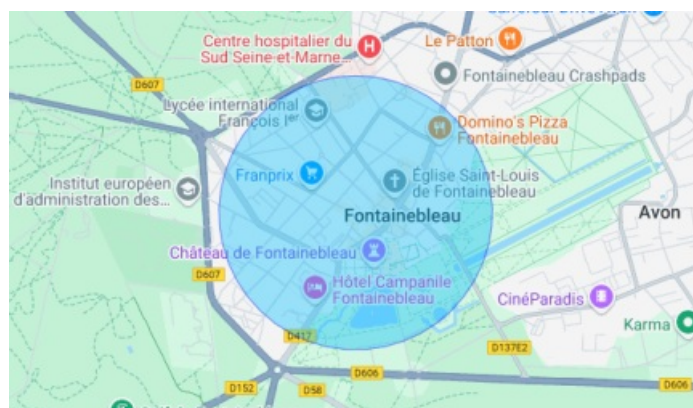 Centre hospitalier du
Sud Seine-et-Marne...
H
Le Patton
Fontainebleau Crashpads
D607
Lycée international
François Ier
Domino's Pizza
Fontainebleau
Franprix
Église Saint-Louis
de Fontainebleau
Institut européen
d'administration des...
Fontainebleau
Avon
Château de Fontainebleau
D607
Hôtel Campanile
Fontainebleau
CinéParadis
Karma
D417
D137E2
D606
D606
D152
D58